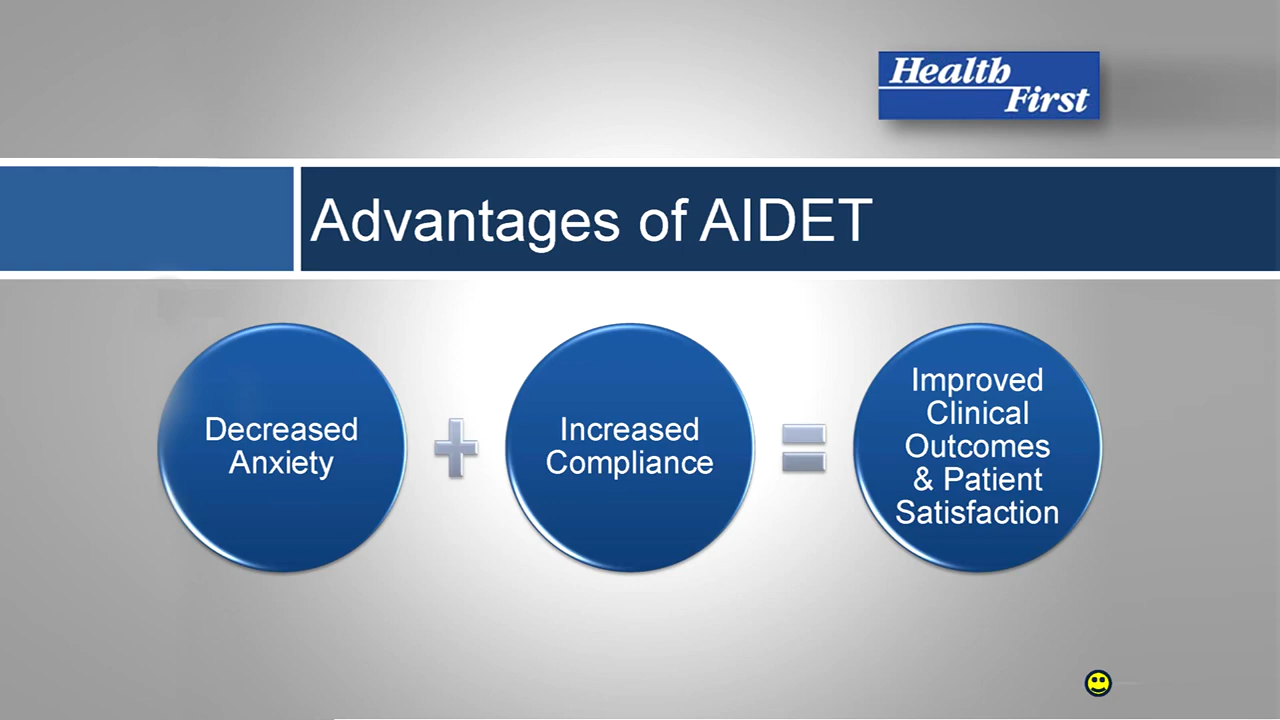 Health
First
Advantages of AIDET
Decreased
Anxiety
Increased
Compliance
Improved
Clinical
Outcomes
& Patient
Satisfaction